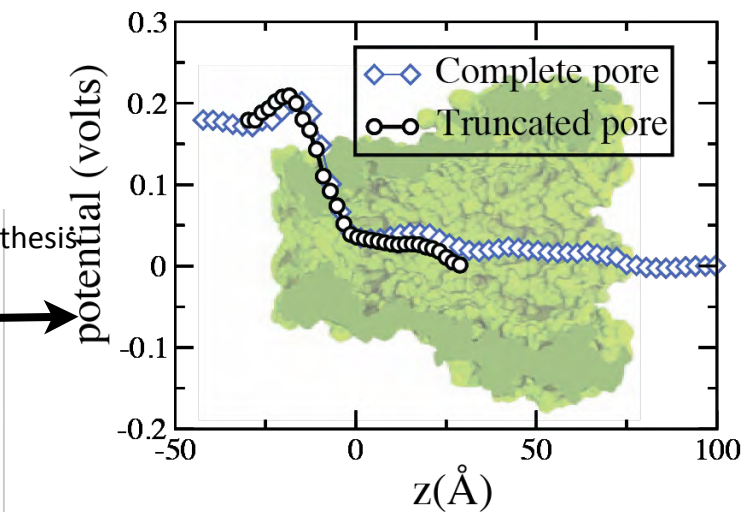 0.3
0.2
0.1
0
-0.1
-0.2
potential (volts)
thesis
Complete pore
Truncated pore
-50
0
50
100
z(Å)